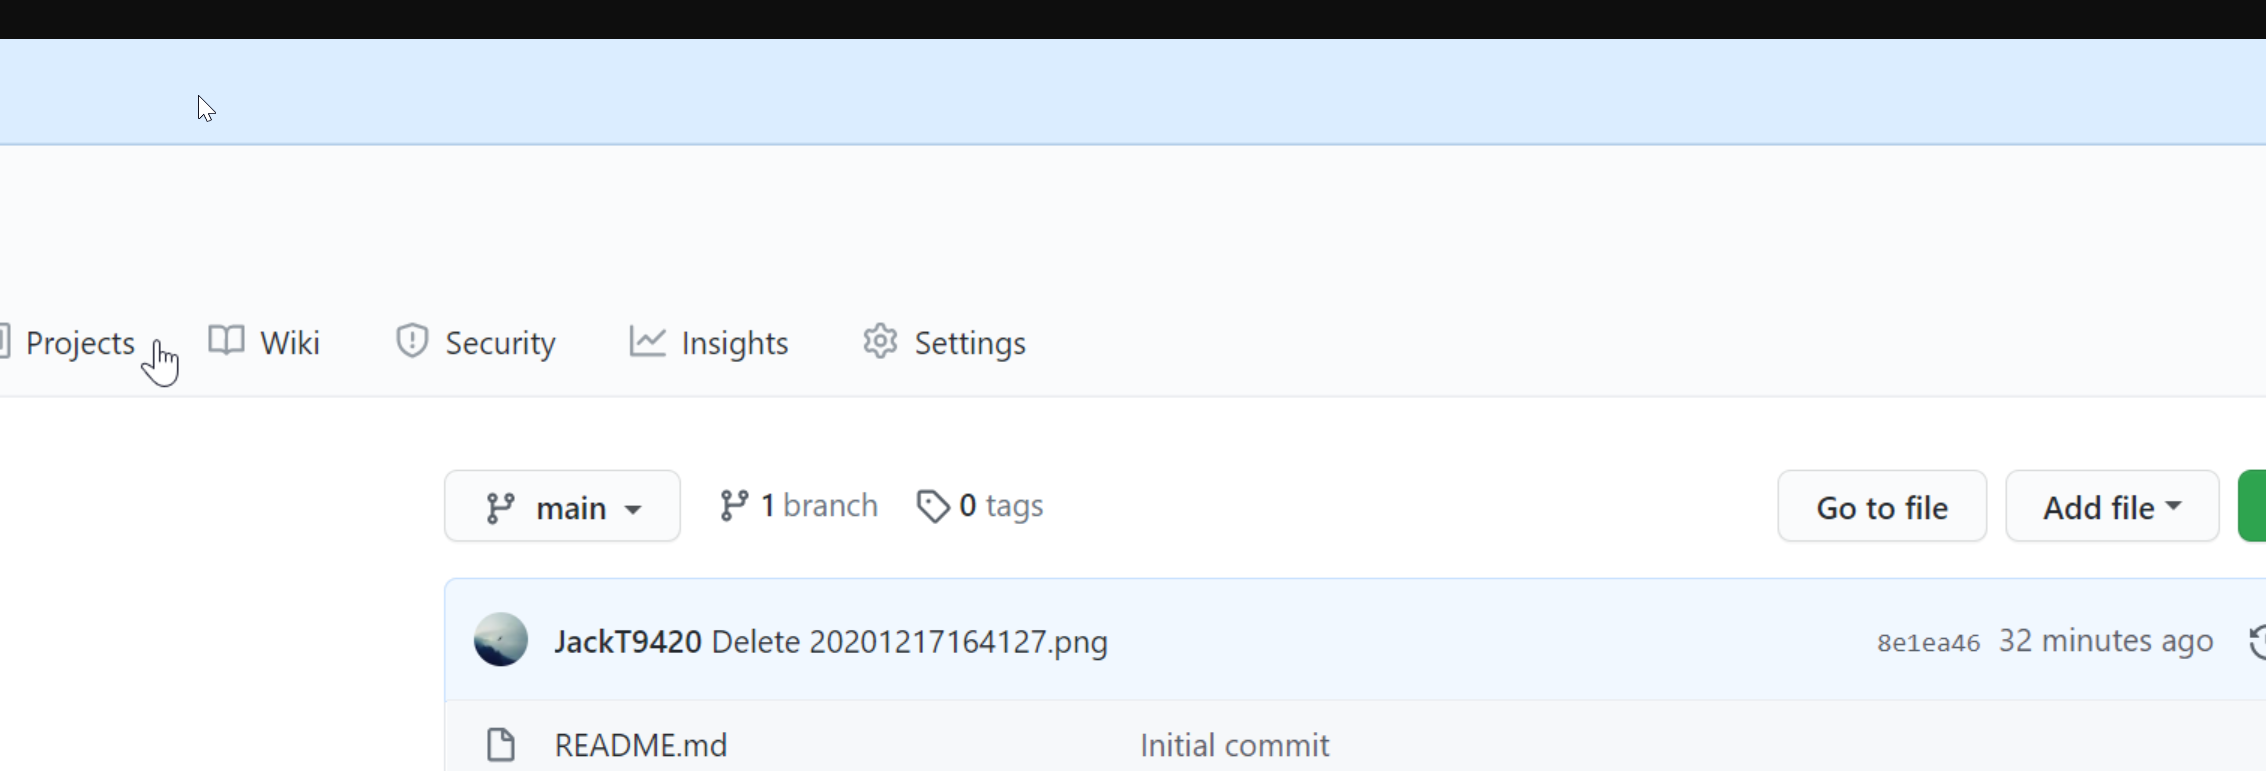 Projects Wiki Security Insights Settings
main 1 branch 0 tags Go to file Add file
JackT9420 Delete 20201217164127.png 8e1ea46 32 minutes ago
README.md Initial commit